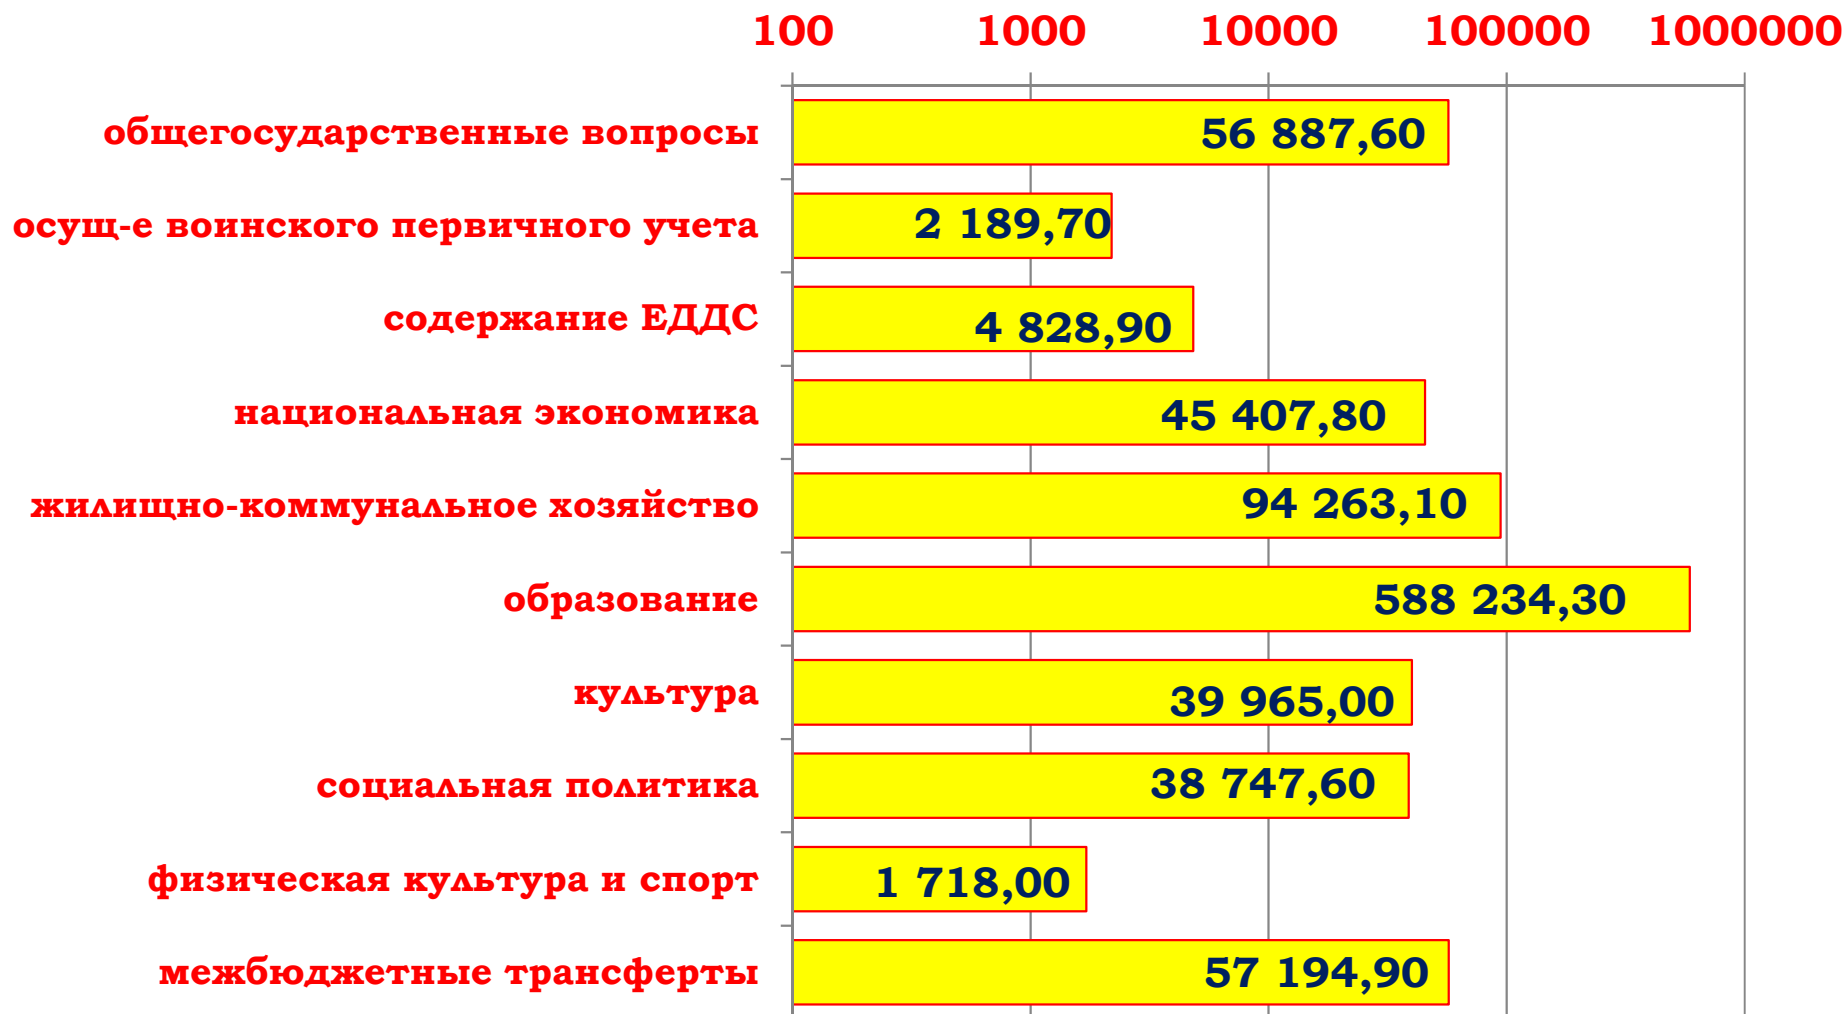 100 1000 10000 100000 1000000
общегосударственные вопросы 56 887,60
осущ-е воинского первичного учета 2 189,70
содержание ЕДДС 4 828,90
национальная экономика 45 407,80
жилищно-коммунальное хозяйство 94 263,10
образование 588 234,30
культура 39 965,00
социальная политика 38 747,60
физическая культура и спорт 1 718,00
межбюджетные трансферты 57 194,90